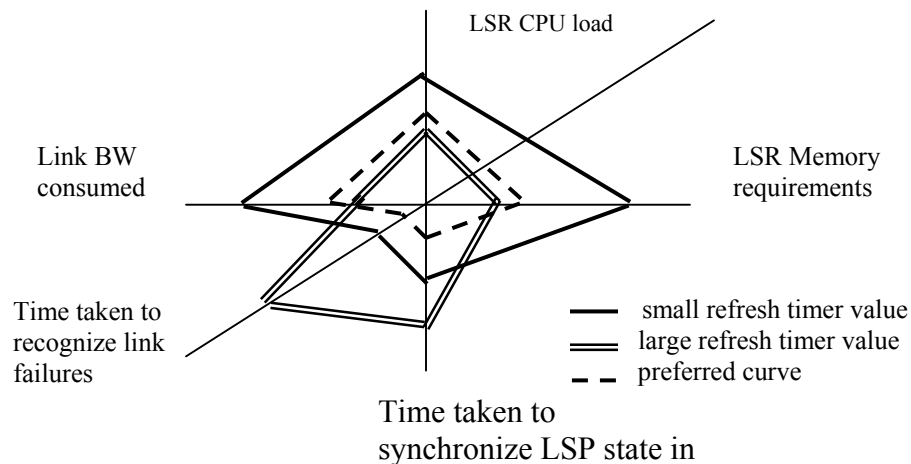 LSR CPU load
Link BW
consumed
LSR Memory
requirements
Time taken to
recognize link
failures
small refresh timer value
large refresh timer value
preferred curve
Time taken to
synchronize LSP state in